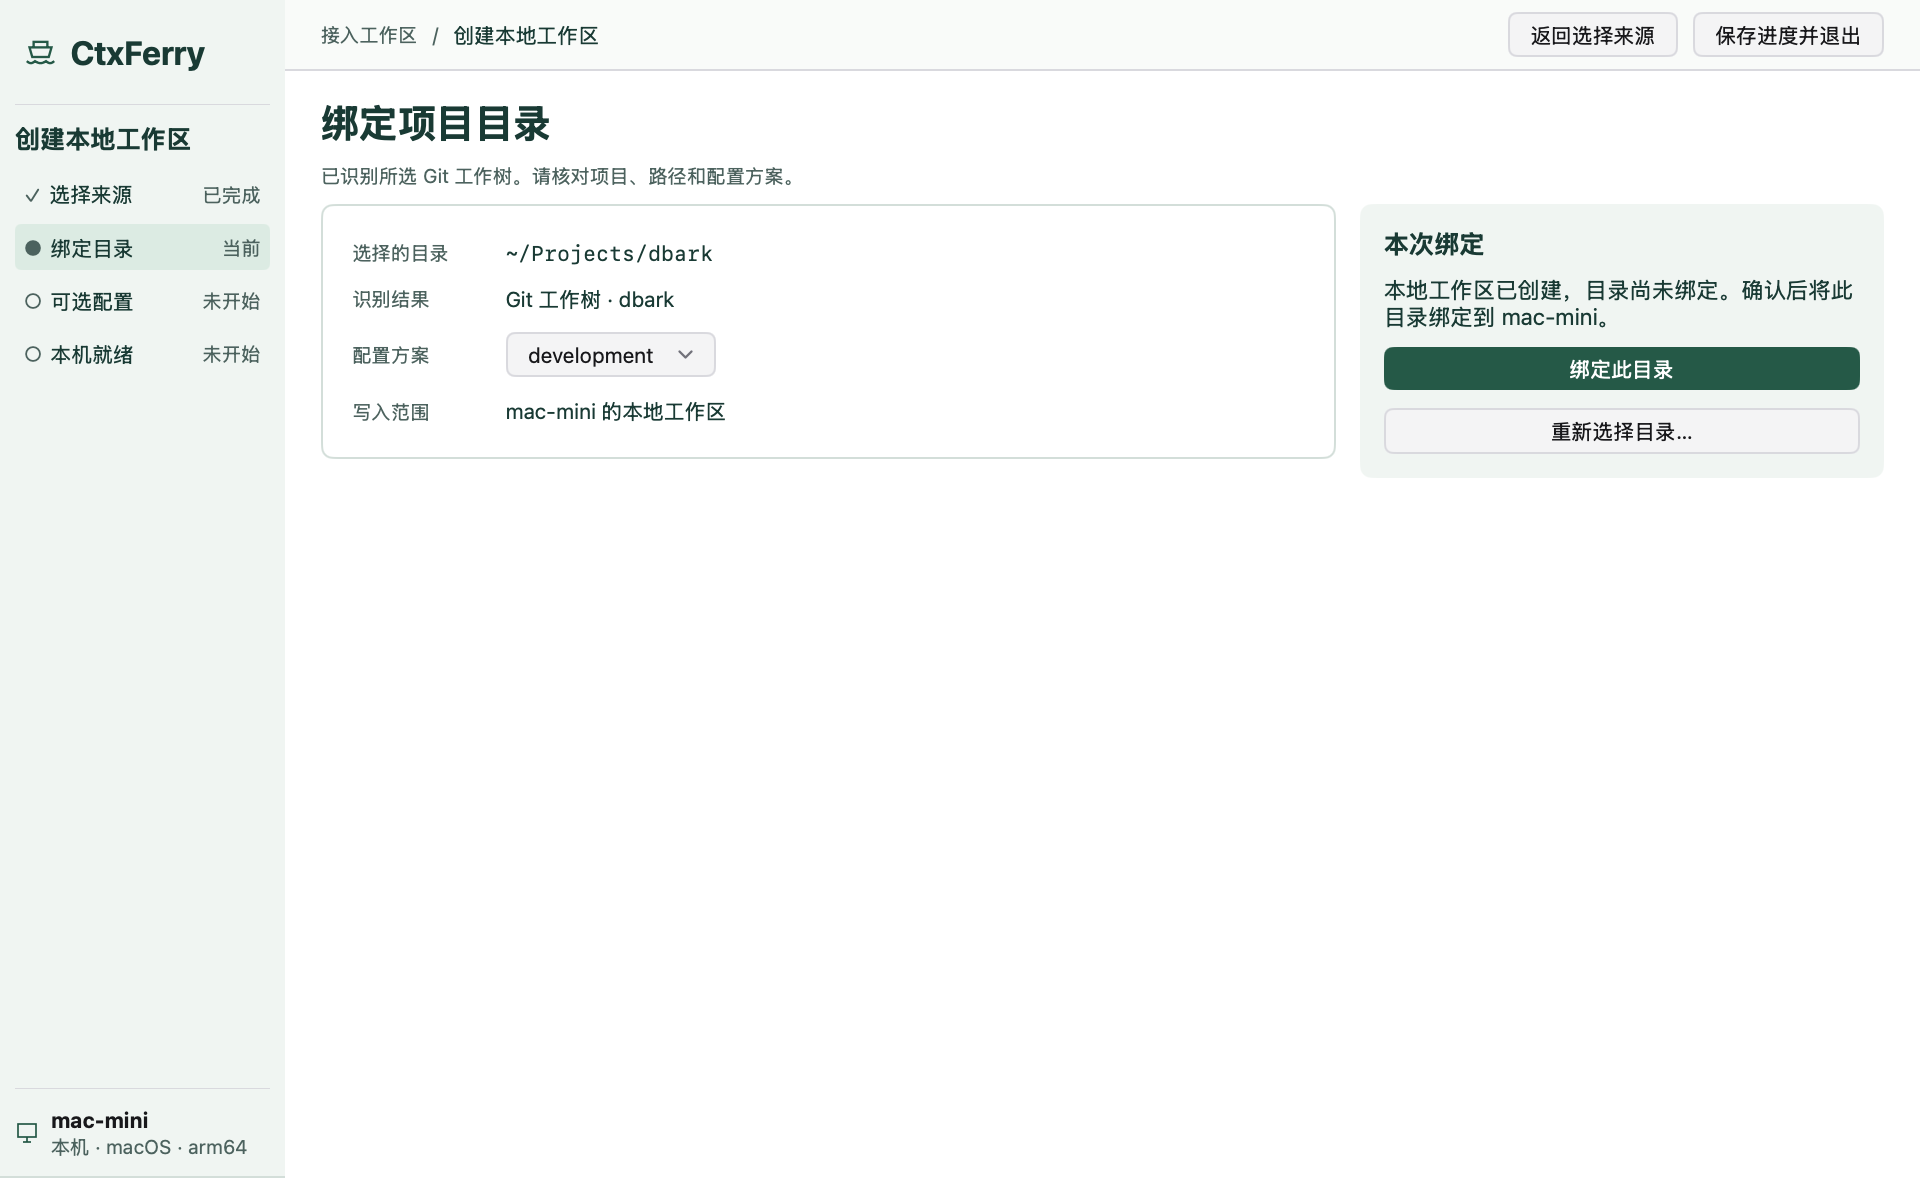 CtxFerry
创建本地工作区
选择来源 已完成
绑定目录 当前
可选配置 未开始
本机就绪 未开始
mac-mini
本机 · macOS · arm64
接入工作区 / 创建本地工作区
返回选择来源
保存进度并退出
绑定项目目录
已识别所选 Git 工作树。请核对项目、路径和配置方案。
选择的目录 ~/Projects/dbark
识别结果 Git 工作树 · dbark
配置方案 development
写入范围 mac-mini 的本地工作区
本次绑定
本地工作区已创建，目录尚未绑定。确认后将此
目录绑定到 mac-mini。
绑定此目录
重新选择目录...